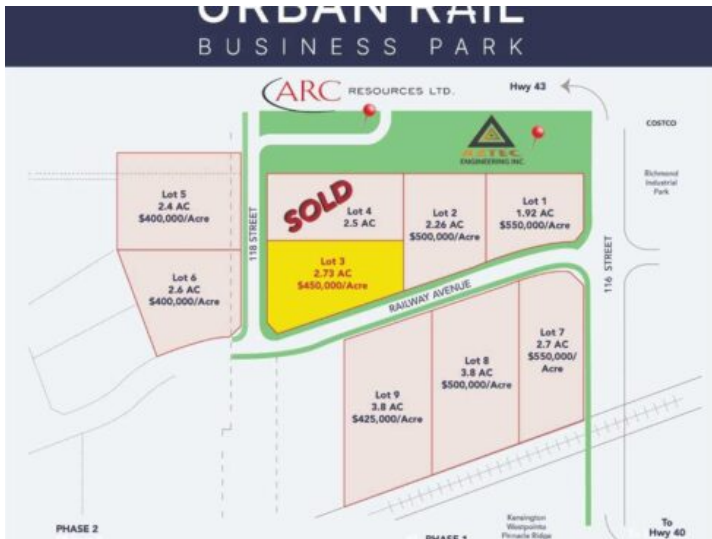 URBAN RAIL
BUSINESS PARK
ARC RESOURCES LTD.
Hwy 43
COSTCO
AZTEC
ENGINEERING INC.
Richmond
Industrial
Park
Lot 5
2.4 AC
$400,000/Acre
SOLD
Lot 4
2.5 AC
Lot 2
2.26 AC
$500,000/Acre
Lot 1
1.92 AC
$550,000/Acre
118 STREET
Lot 3
2.73 AC
$450,000/Acre
116 STREET
Lot 6
2.6 AC
$400,000/Acre
RAILWAY AVENUE
Lot 7
2.7 AC
$550,000/
Acre
Lot 8
3.8 AC
$500,000/Acre
Lot 9
3.8 AC
$425,000/Acre
Kensington
Westpointe
Pinnacle Ridge
To
Hwy 40
PHASE 2
PHASE 1